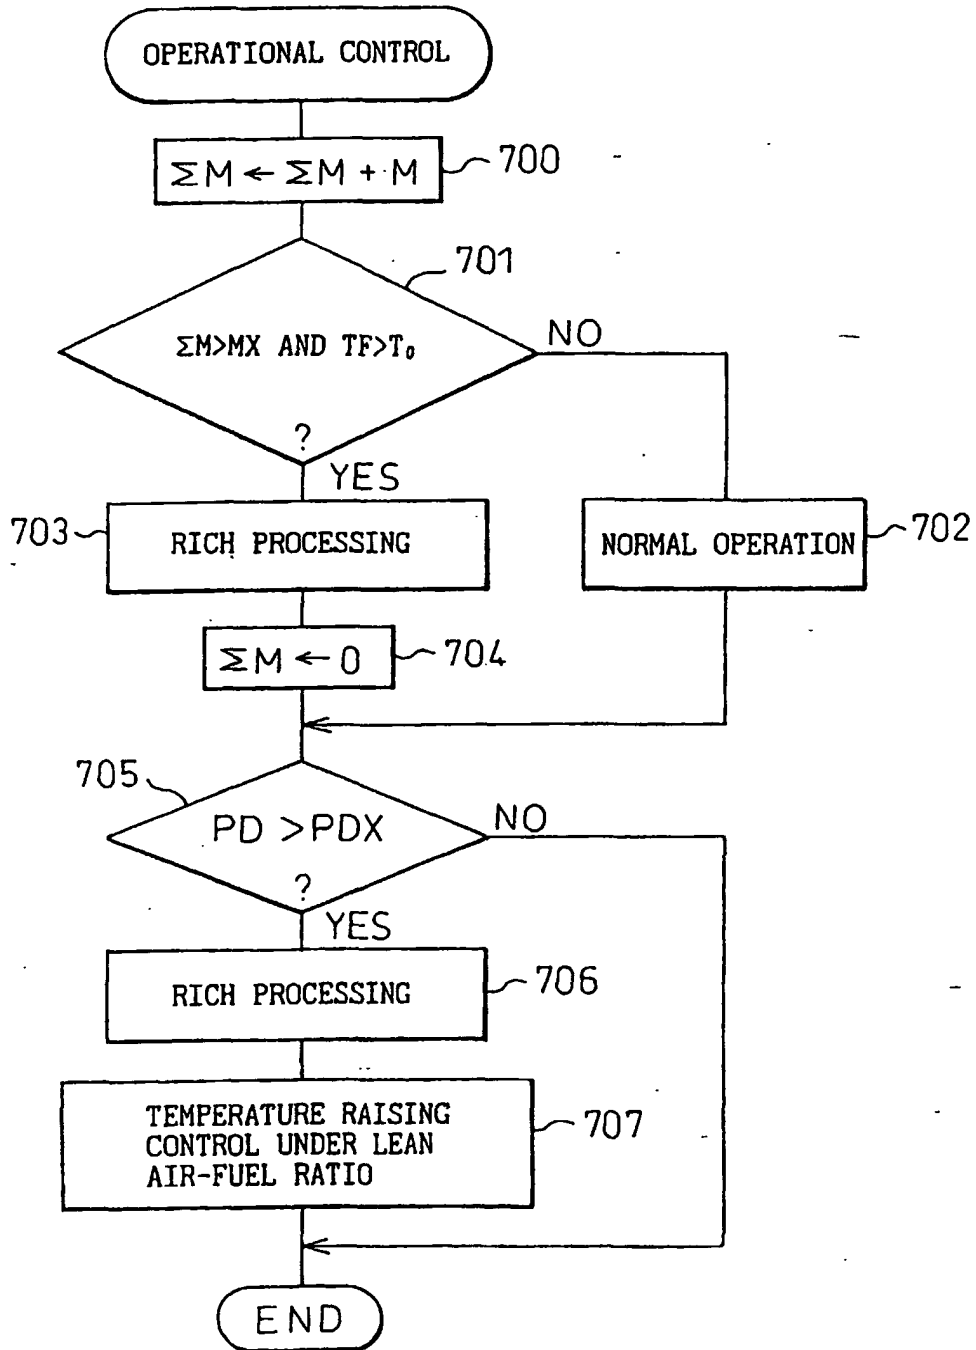 OPERATIONAL CONTROL
ΣM ← ΣM + M
700
701
ΣM>MX AND TF>T₀
?
NO
YES
703
RICH PROCESSING
NORMAL OPERATION
702
ΣM ← 0
704
705
PD >PDX
?
NO
YES
RICH PROCESSING
706
TEMPERATURE RAISING
CONTROL UNDER LEAN
AIR-FUEL RATIO
707
END